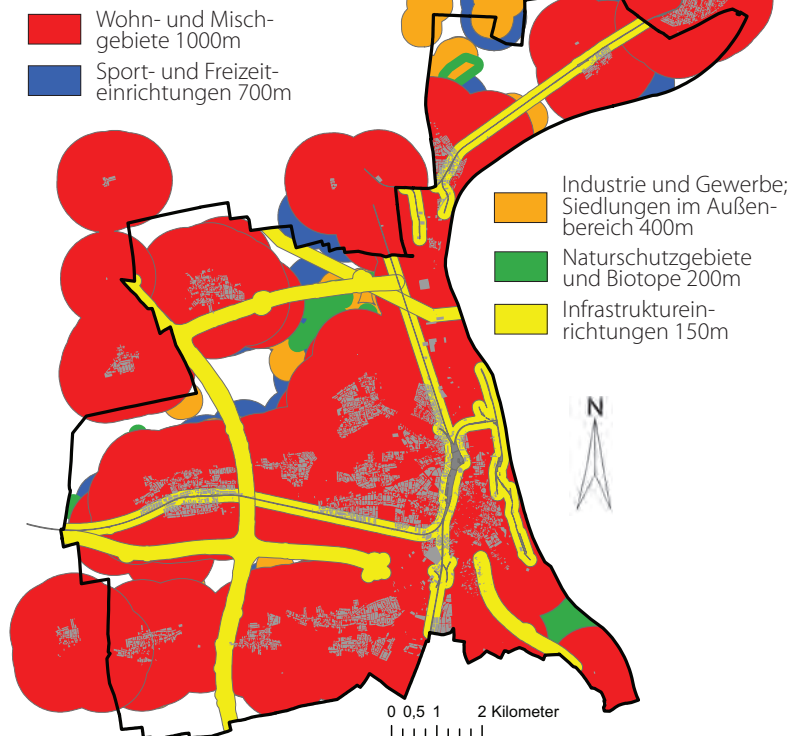 Wohn- und Misch-
gebiete 1000m
Sport- und Freizeit-
einrichtungen 700m
Industrie und Gewerbe;
Siedlungen im Außen-
bereich 400m
Naturschutzgebiete
und Biotope 200m
Infrastrukturein-
richtungen 150m
N
0 0,5 1 2 Kilometer